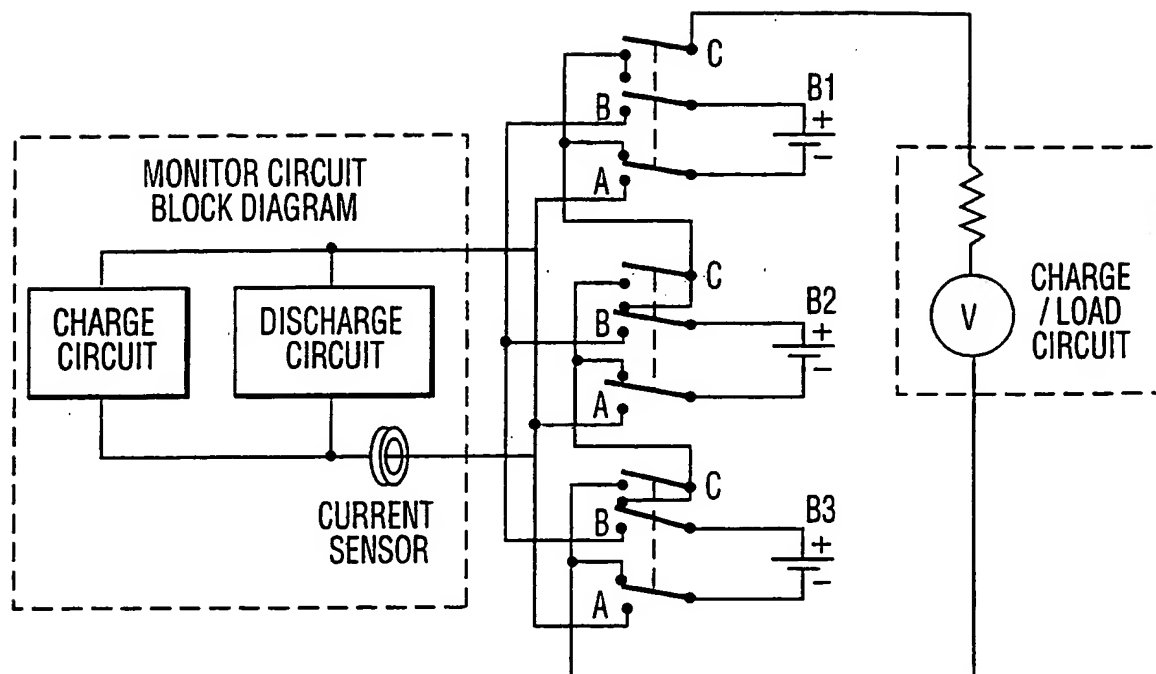 MONITOR CIRCUIT
BLOCK DIAGRAM
CHARGE
CIRCUIT
DISCHARGE
CIRCUIT
CURRENT
SENSOR
C
B
A
B1
+
−
C
B
A
B2
+
−
C
B
A
B3
+
−
V
CHARGE
/ LOAD
CIRCUIT